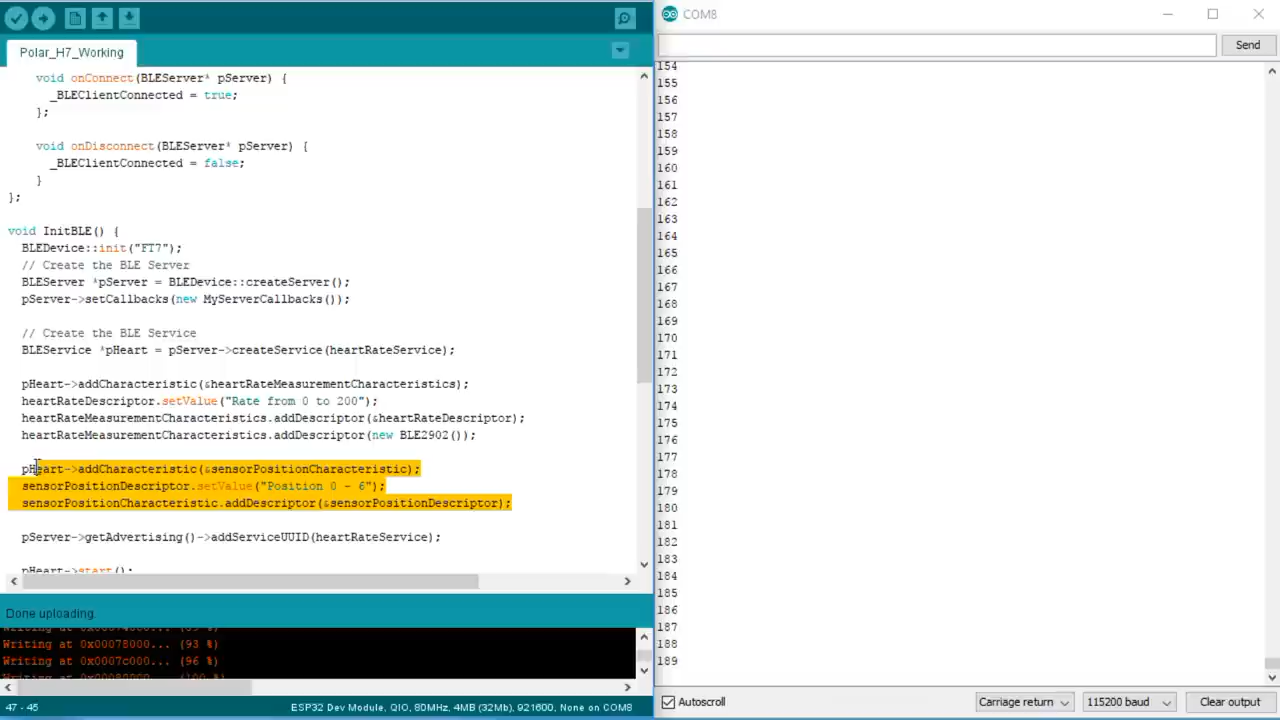 Polar_H7_Working
void onConnect(BLEServer* pServer) {
_BLEClientConnected = true;
};
void onDisconnect(BLEServer* pServer) {
_BLEClientConnected = false;
}
};
void InitBLE() {
BLEDevice::init("FT7");
// Create the BLE Server
BLEServer *pServer = BLEDevice::createServer();
pServer->setCallbacks(new MyServerCallbacks());
// Create the BLE Service
BLEService *pHeart = pServer->createService(heartRateService);
pHeart->addCharacteristic(&heartRateMeasurementCharacteristics);
heartRateDescriptor.setValue("Rate from 0 to 200");
heartRateMeasurementCharacteristics.addDescriptor(&heartRateDescriptor);
heartRateMeasurementCharacteristics.addDescriptor(new BLE2902());
pHeart->addCharacteristic(&sensorPositionCharacteristic);
sensorPositionDescriptor.setValue("Position 0 - 6");
sensorPositionCharacteristic.addDescriptor(&sensorPositionDescriptor);
pServer->getAdvertising()->addServiceUUID(heartRateService);
pHeart->start();
Done uploading.
Writing at 0x00078000... (93 %)
Writing at 0x0007c000... (96 %)
47 - 45
ESP32 Dev Module, QIO, 80MHz, 4MB (32Mb), 921600, None on COM8
COM8
Send
154
155
156
157
158
159
160
161
162
163
164
165
166
167
168
169
170
171
172
173
174
175
176
177
178
179
180
181
182
183
184
185
186
187
188
189
Autoscroll
Carriage return
115200 baud
Clear output